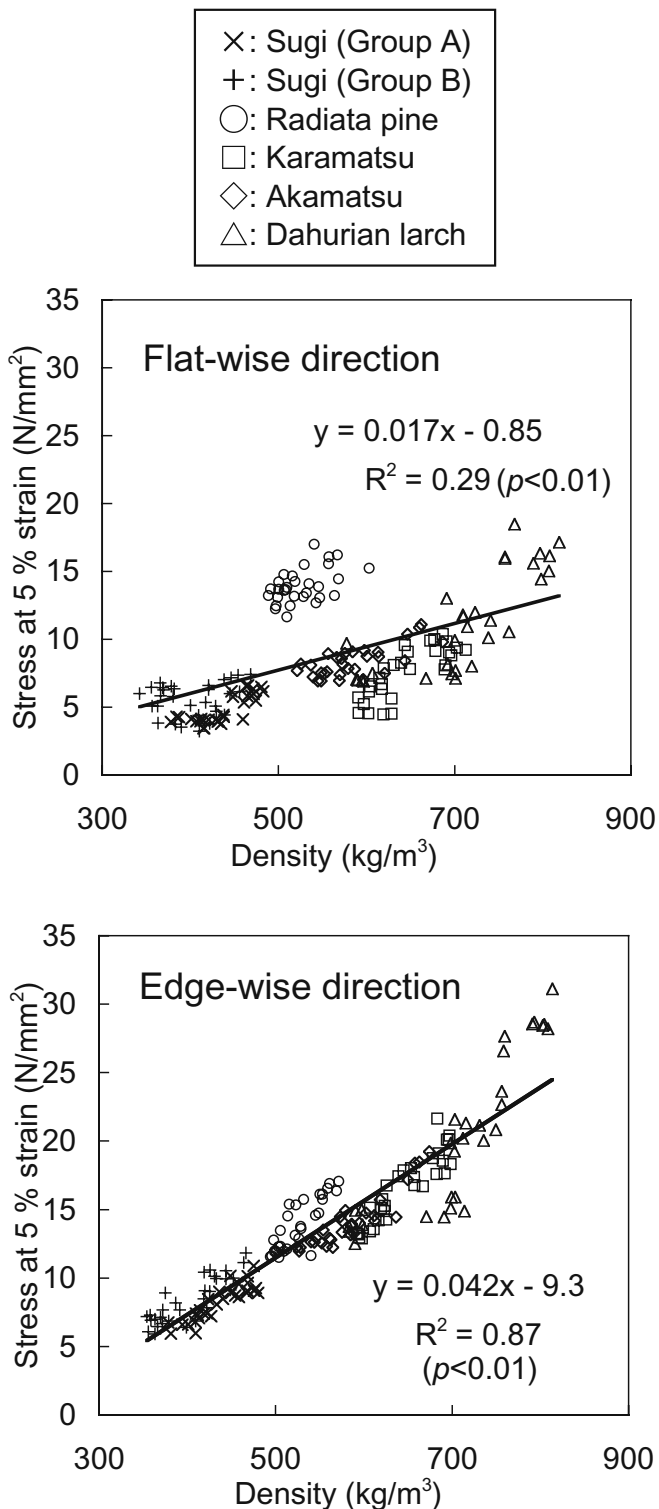 ×: Sugi (Group A)
+: Sugi (Group B)
○: Radiata pine
□: Karamatsu
◇: Akamatsu
△: Dahurian larch
35
30
25
20
15
10
5
0
Stress at 5 % strain (N/mm²)
Flat-wise direction
y = 0.017x - 0.85
R² = 0.29 (p<0.01)
300 500 700 900
Density (kg/m³)
35
30
25
20
15
10
5
0
Stress at 5 % strain (N/mm²)
Edge-wise direction
y = 0.042x - 9.3
R² = 0.87
(p<0.01)
300 500 700 900
Density (kg/m³)